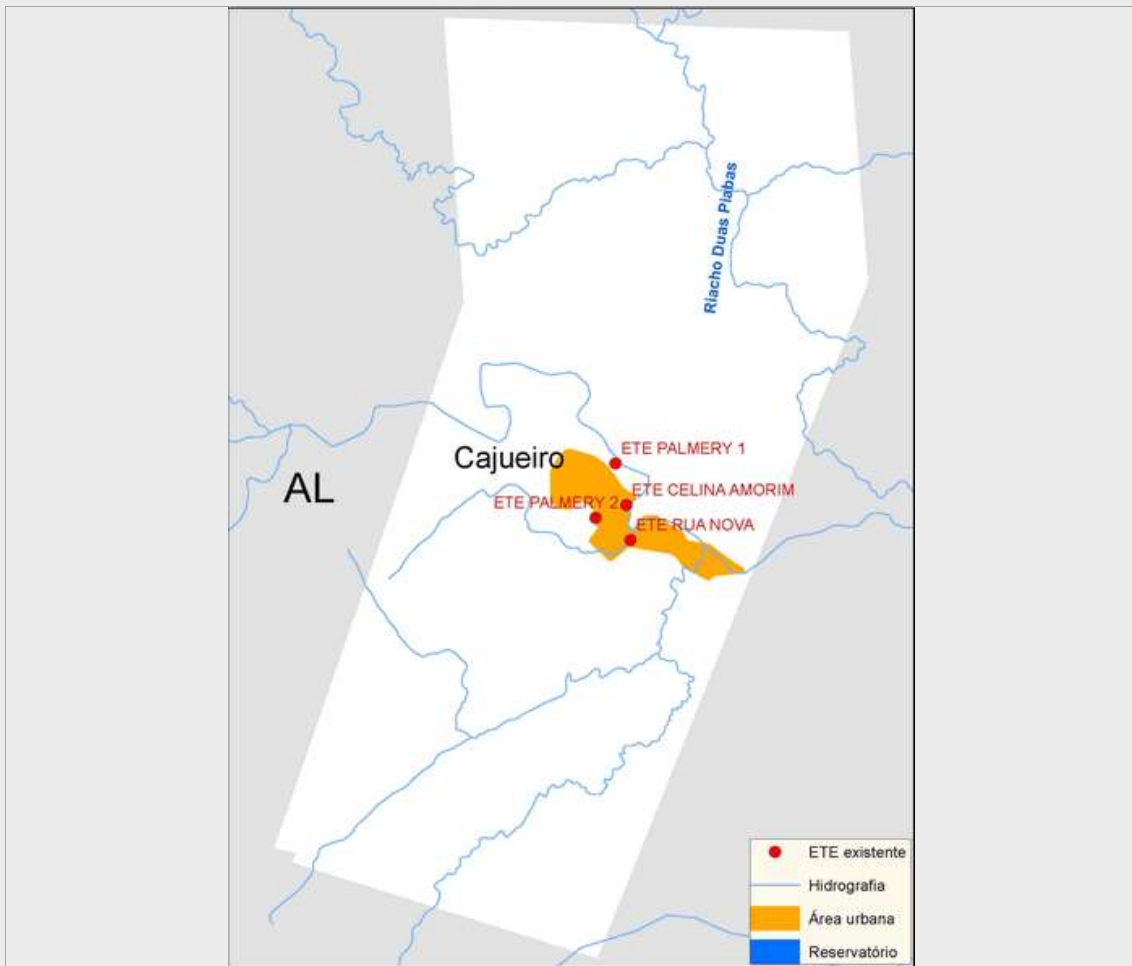 Riacho Duas Piabas
ETE PALMERY 1
Cajueiro
AL
ETE CELINA AMORIM
ETE PALMERY 2
ETE RUA NOVA
ETE existente
Hidrografia
Área urbana
Reservatório